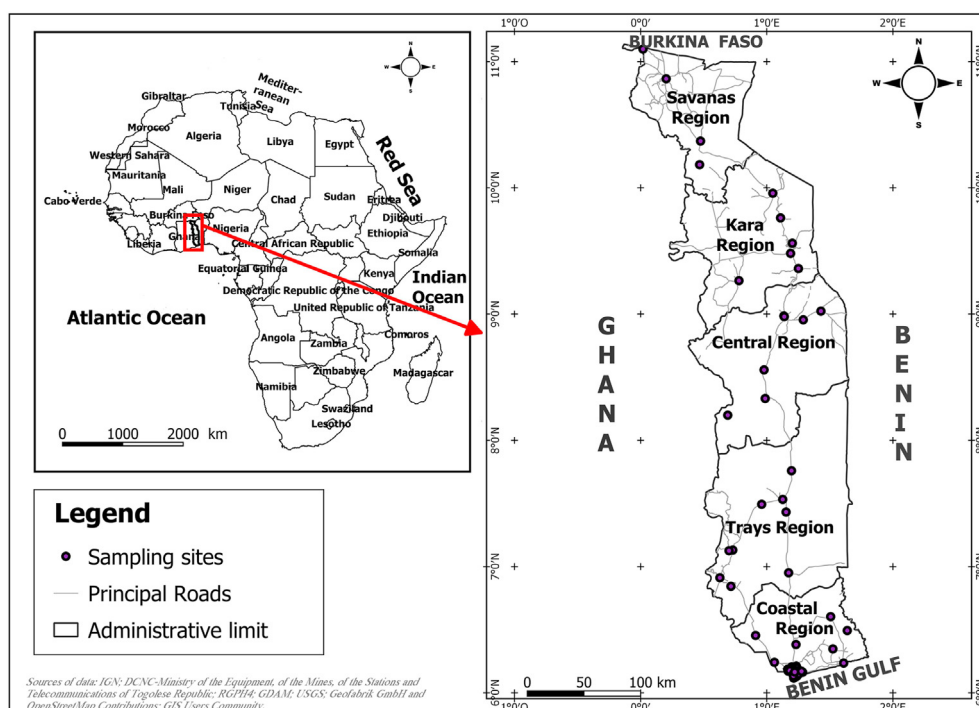 N
W E
S
Mediter-
ranean
Sea
Gibraltar
Tunisia
Morocco
Algeria
Libya
Egypt
Western Sahara
Mauritania
Red Sea
Cabo Verde
Mali
Niger
Chad
Sudan
Eritrea
Djibouti
Burkina Faso
Nigeria
Ghana
Liberia
Central African Republic
Ethiopia
Somalia
Equatorial Guinea
Kenya
Democratic Republic of the Congo
Indian
Ocean
United Republic of Tanzania
Atlantic Ocean
Angola
Zambia
Comoros
Zimbabwe
Madagascar
Namibia
Swaziland
Lesotho
0 1000 2000 km
Legend
Sampling sites
Principal Roads
Administrative limit
Sources of data: IGN; DCNC-Ministry of the Equipment, of the Mines, of the Stations and
Telecommunications of Togolese Republic; RGPH4; GDAM; USGS; Geofabrik GmbH and
OpenStreetMap Contributions; GIS Users Community.
1°0'0" 0°0' 1°0'E 2°0'E
BURKINA FASO
N
W E
S
11°0'N
Savanas
Region
10°0'N
Kara
Region
9°0'N
Central Region
GHANA
BENIN
8°0'N
Trays Region
7°0'N
Coastal
Region
BENIN GULF
6°0'N
0 50 100 km
1°0'0" 0°0' 1°0'E 2°0'E